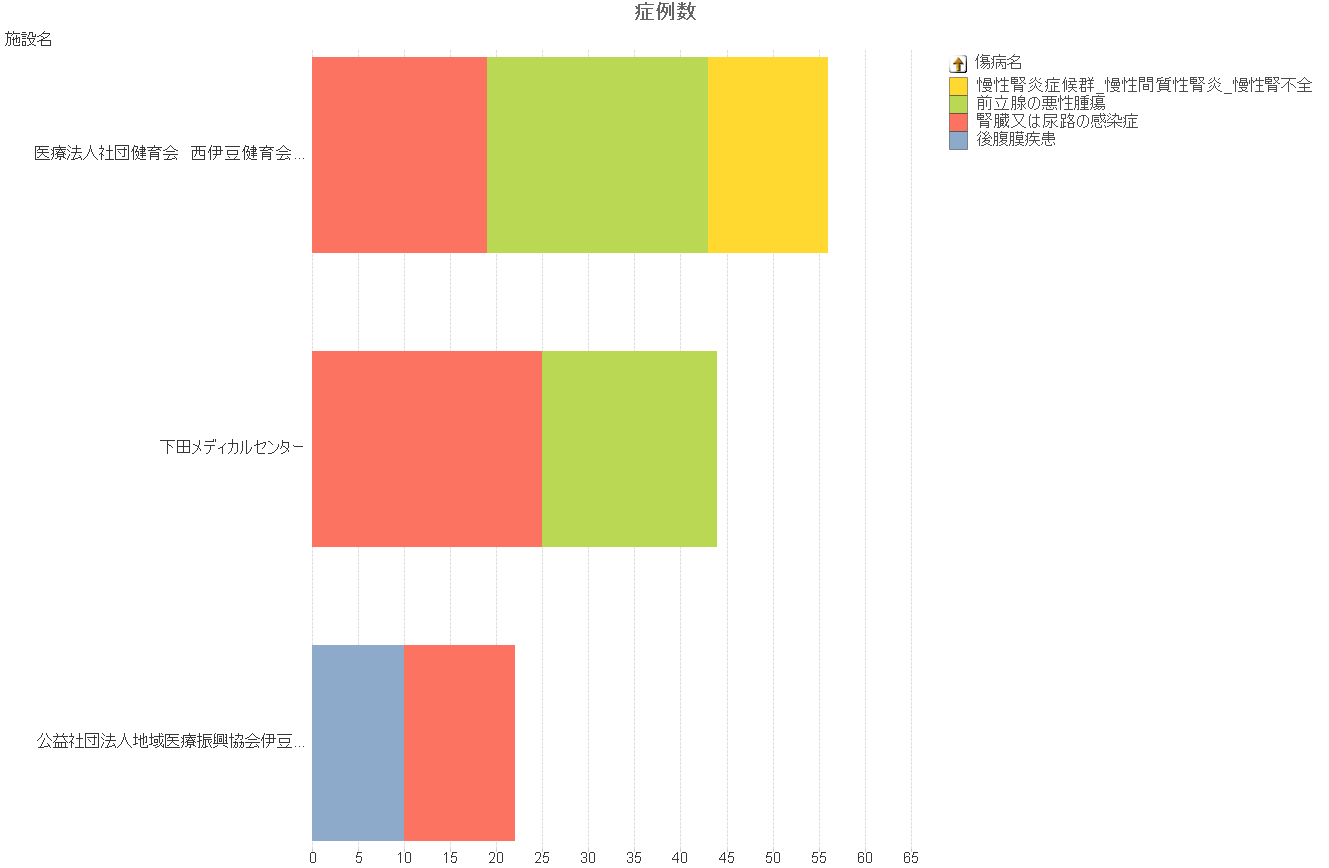 症例数
施設名
傷病名
慢性腎炎症候群_慢性間質性腎炎_慢性腎不全
前立腺の悪性腫瘍
腎臓又は尿路の感染症
後腹膜疾患
医療法人社団健育会　西伊豆健育会...
下田メディカルセンター
公益社団法人地域医療振興協会伊豆...
0 5 10 15 20 25 30 35 40 45 50 55 60 65